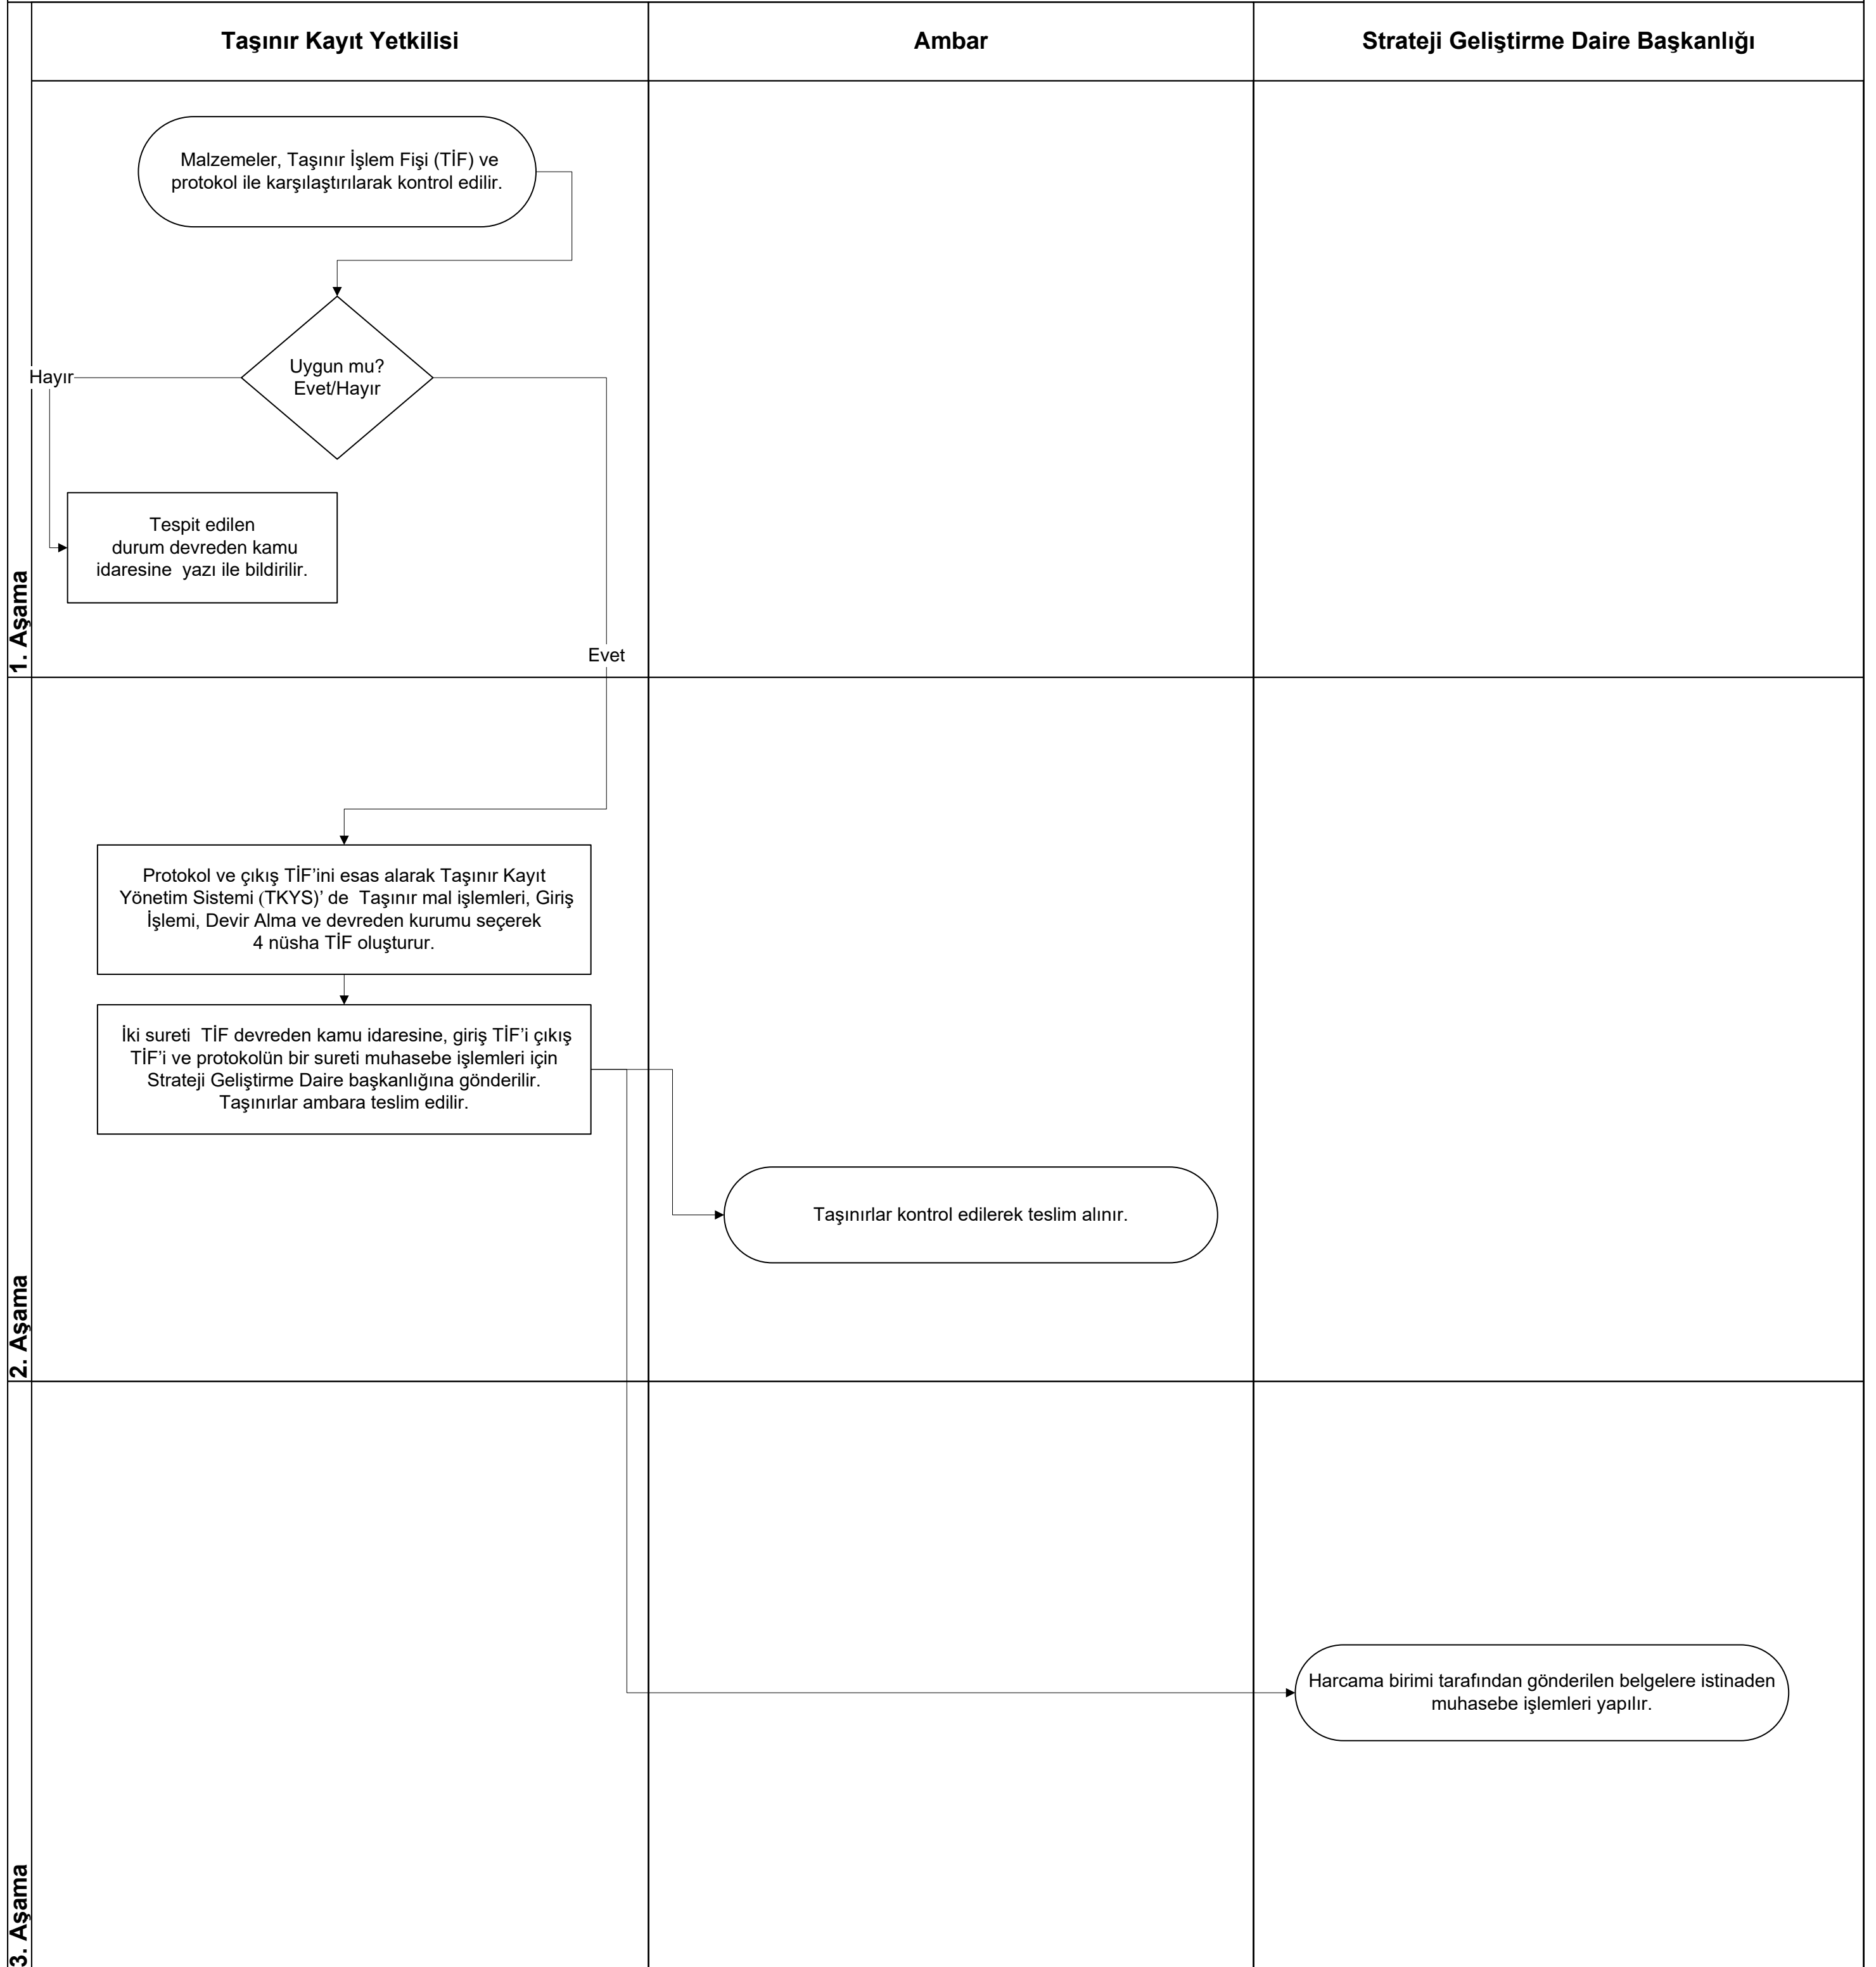 Taşınır Kayıt Yetkilisi
Ambar
Strateji Geliştirme Daire Başkanlığı
Malzemeler, Taşınır İşlem Fişi (TİF) ve
protokol ile karşılaştırılarak kontrol edilir.
Uygun mu?
Evet/Hayır
Hayır
Tespit edilen
durum devreden kamu
idaresine  yazı ile bildirilir.
Evet
1. Aşama
Protokol ve çıkış TİF’ini esas alarak Taşınır Kayıt
Yönetim Sistemi (TKYS)’ de  Taşınır mal işlemleri, Giriş
İşlemi, Devir Alma ve devreden kurumu seçerek
4 nüsha TİF oluşturur.
İki sureti  TİF devreden kamu idaresine, giriş TİF’i çıkış
TİF’i ve protokolün bir sureti muhasebe işlemleri için
Strateji Geliştirme Daire başkanlığına gönderilir.
Taşınırlar ambara teslim edilir.
Taşınırlar kontrol edilerek teslim alınır.
2. Aşama
Harcama birimi tarafından gönderilen belgelere istinaden
muhasebe işlemleri yapılır.
3. Aşama